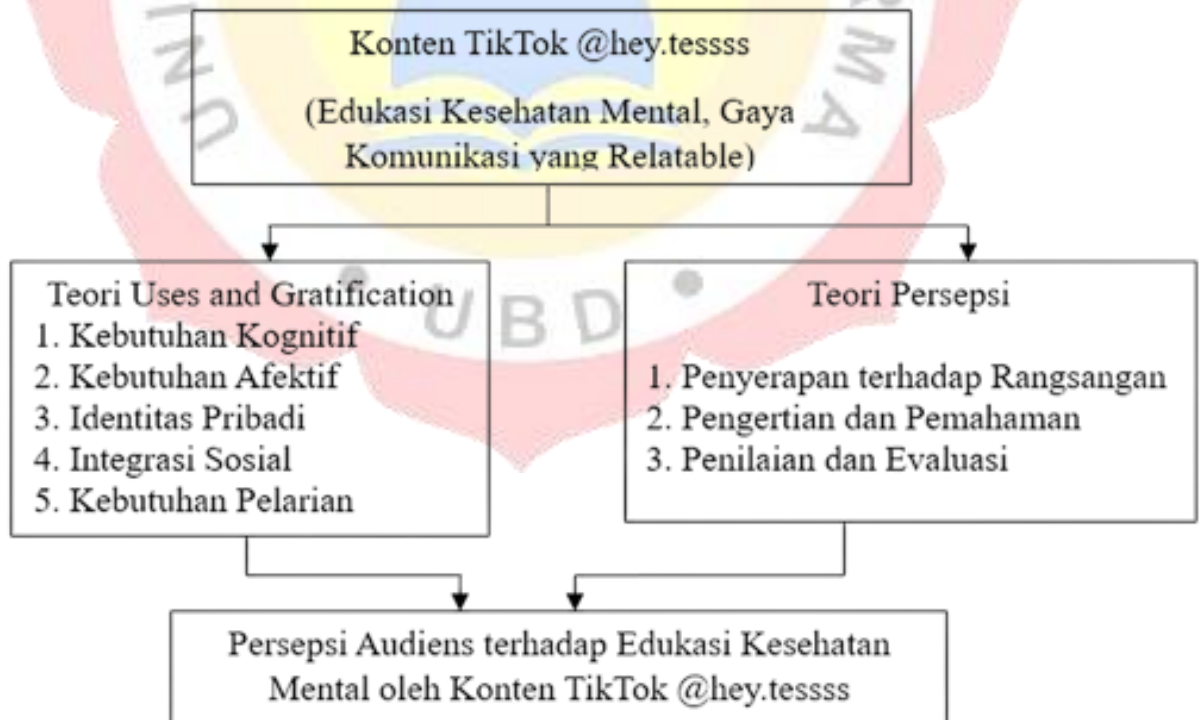 Konten TikTok @hey.tessss
(Edukasi Kesehatan Mental, Gaya
Komunikasi yang Relatable)
Teori Uses and Gratification
1. Kebutuhan Kognitif
2. Kebutuhan Afektif
3. Identitas Pribadi
4. Integrasi Sosial
5. Kebutuhan Pelarian
Teori Persepsi
1. Penyerapan terhadap Rangsangan
2. Pengertian dan Pemahaman
3. Penilaian dan Evaluasi
Persepsi Audiens terhadap Edukasi Kesehatan
Mental oleh Konten TikTok @hey.tessss
UBD